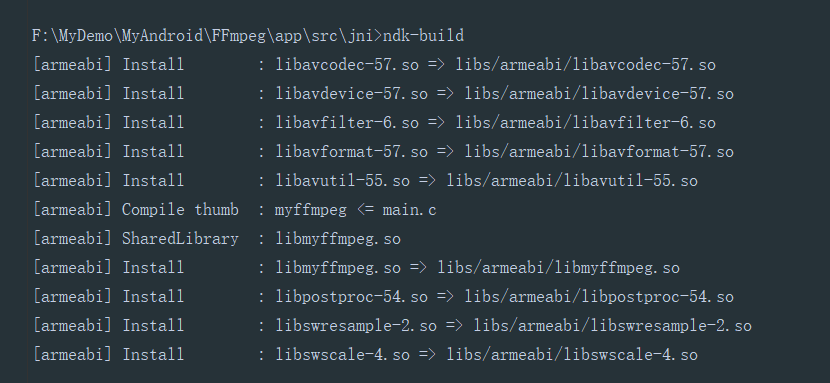 F:\MyDemo\MyAndroid\FFmpeg\app\src\jni>ndk-build
[armeabi] Install        : libavcodec-57.so => libs/armeabi/libavcodec-57.so
[armeabi] Install        : libavdevice-57.so => libs/armeabi/libavdevice-57.so
[armeabi] Install        : libavfilter-6.so => libs/armeabi/libavfilter-6.so
[armeabi] Install        : libavformat-57.so => libs/armeabi/libavformat-57.so
[armeabi] Install        : libavutil-55.so => libs/armeabi/libavutil-55.so
[armeabi] Compile thumb  : myffmpeg <= main.c
[armeabi] SharedLibrary  : libmyffmpeg.so
[armeabi] Install        : libmyffmpeg.so => libs/armeabi/libmyffmpeg.so
[armeabi] Install        : libpostproc-54.so => libs/armeabi/libpostproc-54.so
[armeabi] Install        : libswresample-2.so => libs/armeabi/libswresample-2.so
[armeabi] Install        : libswscale-4.so => libs/armeabi/libswscale-4.so